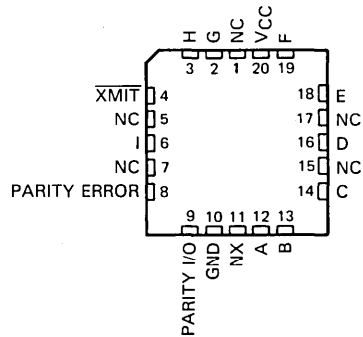 H G NC VCC F
3 2 1 20 19
XMIT 4
NC 5
I 6
NC 7
PARITY ERROR 8
18 E
17 NC
16 D
15 NC
14 C
9 10 11 12 13
PARITY I/O GND NX A B